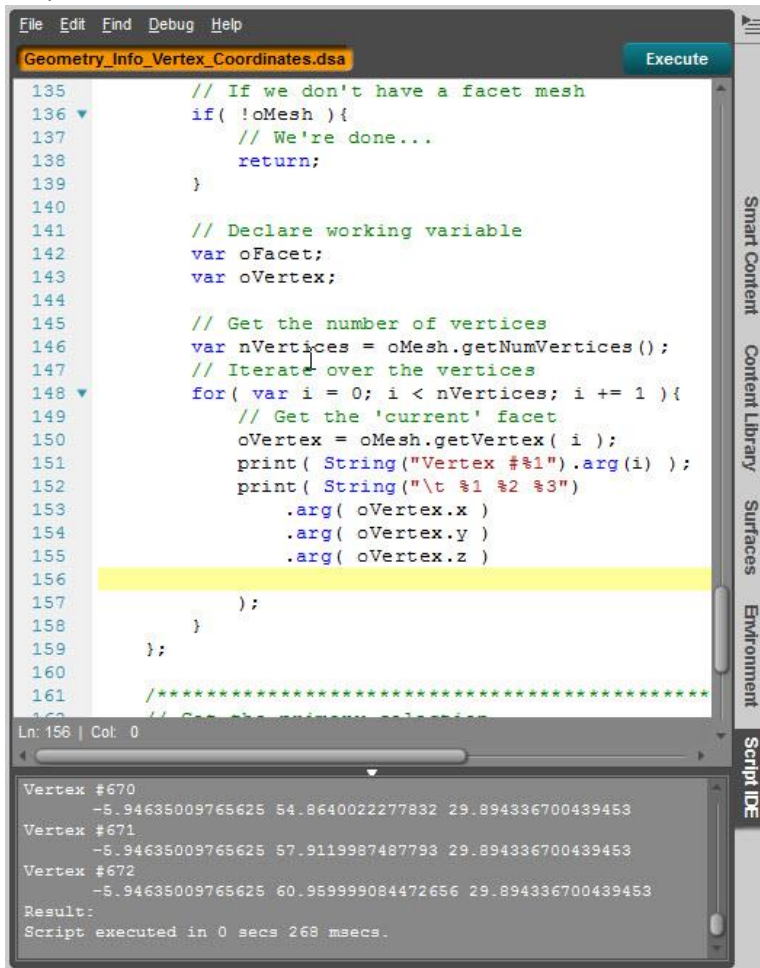 File Edit Find Debug Help
Geometry_Info_Vertex_Coordinates.dsa
Execute
135 // If we don't have a facet mesh
136 if( !oMesh ){
137 // We're done...
138 return;
139 }
140
141 // Declare working variable
142 var oFacet;
143 var oVertex;
144
145 // Get the number of vertices
146 var nVertices = oMesh.getNumVertices();
147 // Iterate over the vertices
148 for( var i = 0; i < nVertices; i += 1 ){
149 // Get the 'current' facet
150 oVertex = oMesh.getVertex( i );
151 print( String("Vertex #%1").arg(i) );
152 print( String("\t %1 %2 %3")
153 .arg( oVertex.x )
154 .arg( oVertex.y )
155 .arg( oVertex.z )
156
157 );
158 }
159 };
160
161 /*********************************************
Ln: 156 | Col: 0
Vertex #670
-5.94635009765625 54.8640022277832 29.894336700439453
Vertex #671
-5.94635009765625 57.9119987487793 29.894336700439453
Vertex #672
-5.94635009765625 60.959999084472656 29.894336700439453
Result:
Script executed in 0 secs 268 msecs.
Smart Content
Content Library
Surfaces
Environment
Script IDE